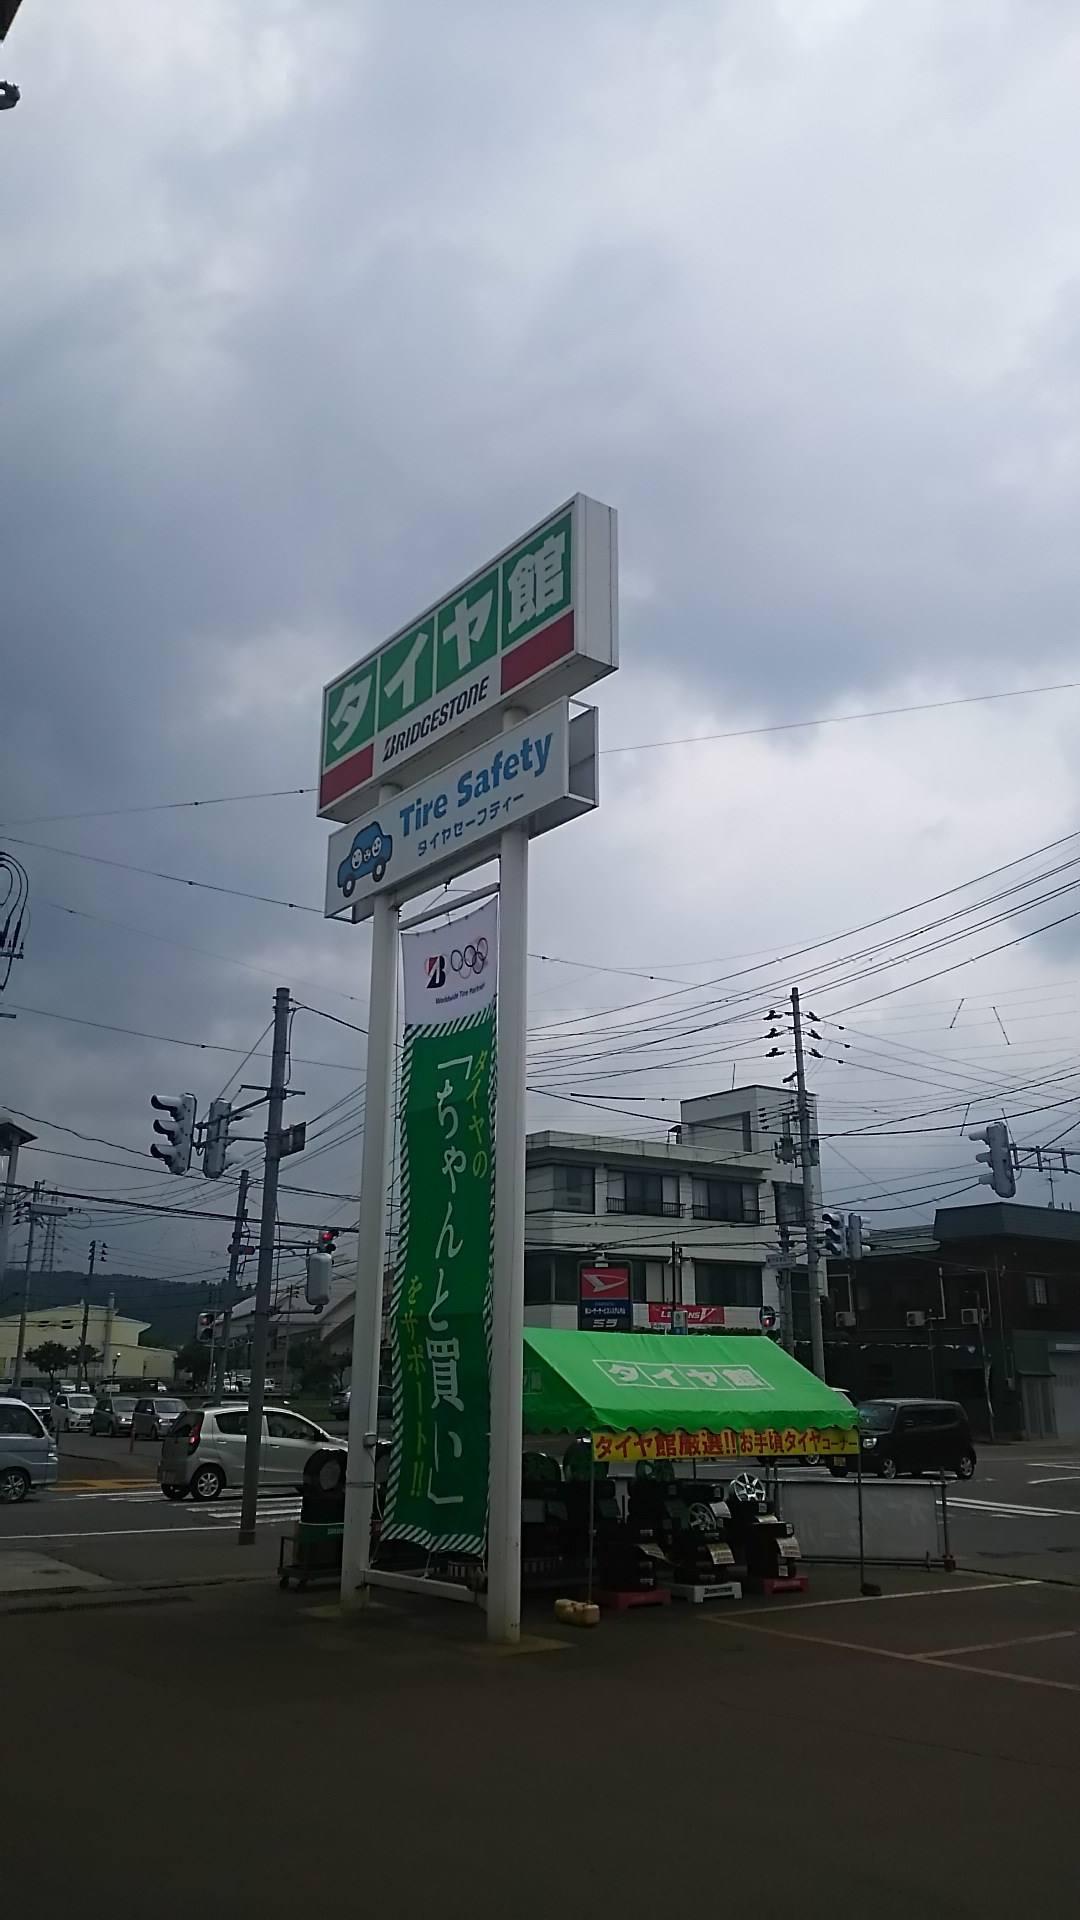 タイヤ館
BRIDGESTONE
Tire Safety
タイヤセーフティー
B
Worldwide Tire Partner
タイヤの
「ちゃんと買い」
をサポート!!
タイヤ館
タイヤ館厳選!! お手頃タイヤコーナー